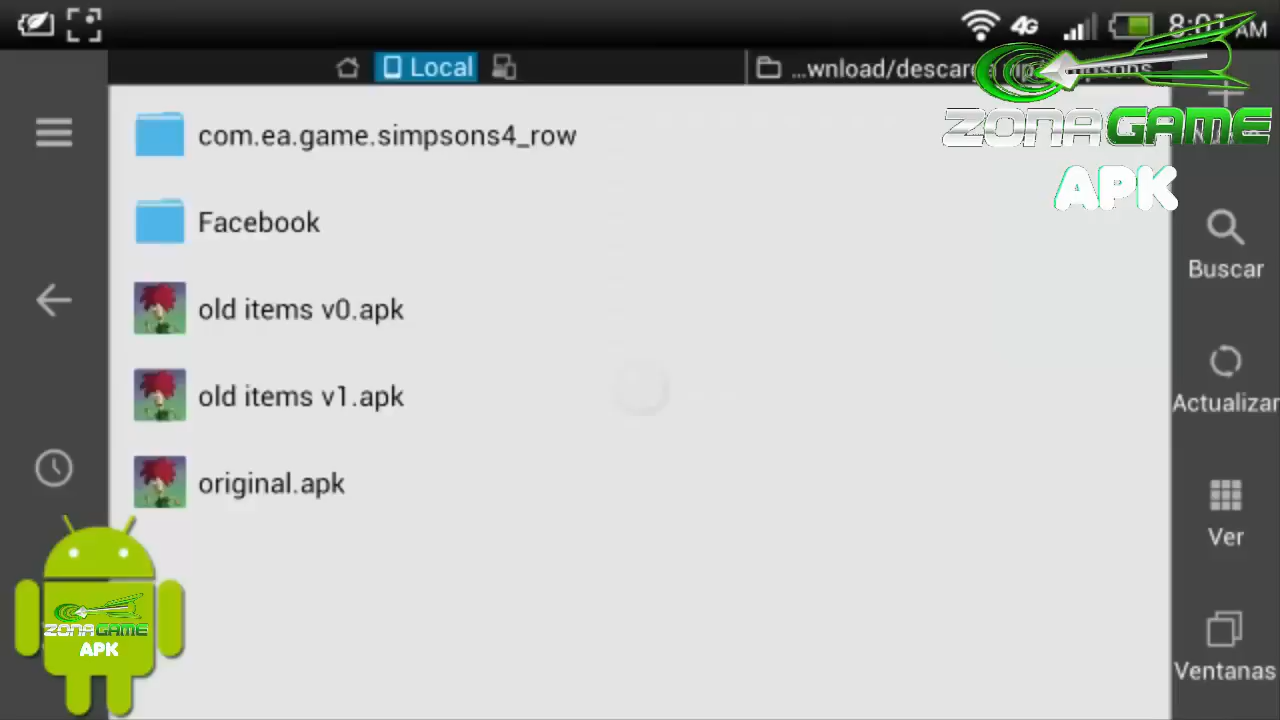 4G 8:01 AM
Local
...wnload/descarga
ZONAGAME
APK
com.ea.game.simpsons4_row
Facebook
old items v0.apk
old items v1.apk
original.apk
Buscar
Actualizar
Ver
Ventanas
ZONAGAME
APK